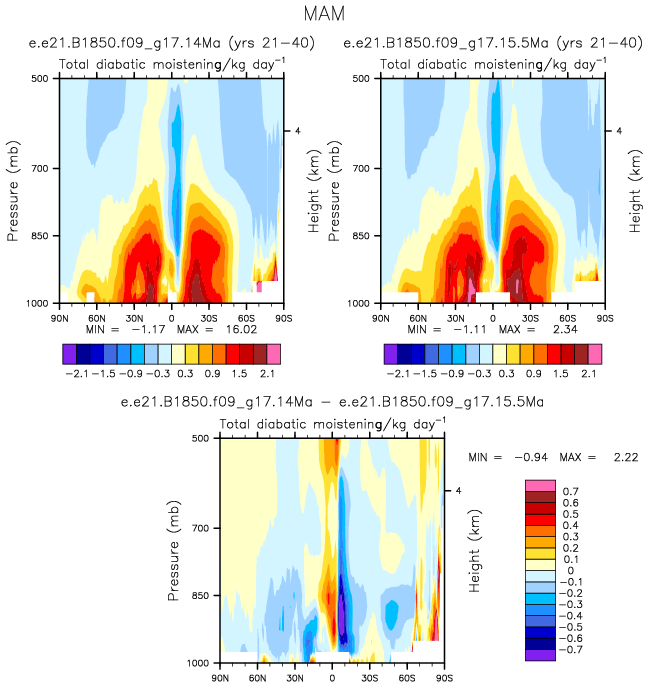 MAM
e.e21.B1850.f09_g17.14Ma (yrs 21-40) e.e21.B1850.f09_g17.15.5Ma (yrs 21-40)
Total diabatic moistening/kg day⁻¹ Total diabatic moistening/kg day⁻¹
500 500
4 4
700 700
850 850
1000 1000
Pressure (mb) Height (km) Pressure (mb) Height (km)
90N 60N 30N 0 30S 60S 90S 90N 60N 30N 0 30S 60S 90S
MIN = -1.17 MAX = 16.02 MIN = -1.11 MAX = 2.34
-2.1 -1.5 -0.9 -0.3 0.3 0.9 1.5 2.1 -2.1 -1.5 -0.9 -0.3 0.3 0.9 1.5 2.1
e.e21.B1850.f09_g17.14Ma - e.e21.B1850.f09_g17.15.5Ma
Total diabatic moistening/kg day⁻¹
500
4
700
850
1000
Pressure (mb) Height (km)
90N 60N 30N 0 30S 60S 90S
MIN = -0.94 MAX = 2.22
0.7
0.6
0.5
0.4
0.3
0.2
0.1
0
-0.1
-0.2
-0.3
-0.4
-0.5
-0.6
-0.7